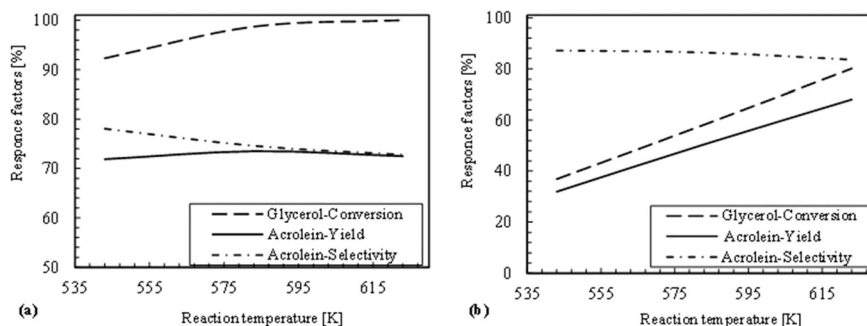 100
90
80
70
60
50
Responce factors [%]
Glycerol-Conversion
Acrolein-Yield
Acrolein-Selectivity
535 555 575 595 615
(a)
Reaction temperature [K]
100
80
60
40
20
0
Responce factors [%]
Glycerol-Conversion
Acrolein-Yield
Acrolein-Selectivity
535 555 575 595 615
(b)
Reaction temperature [K]